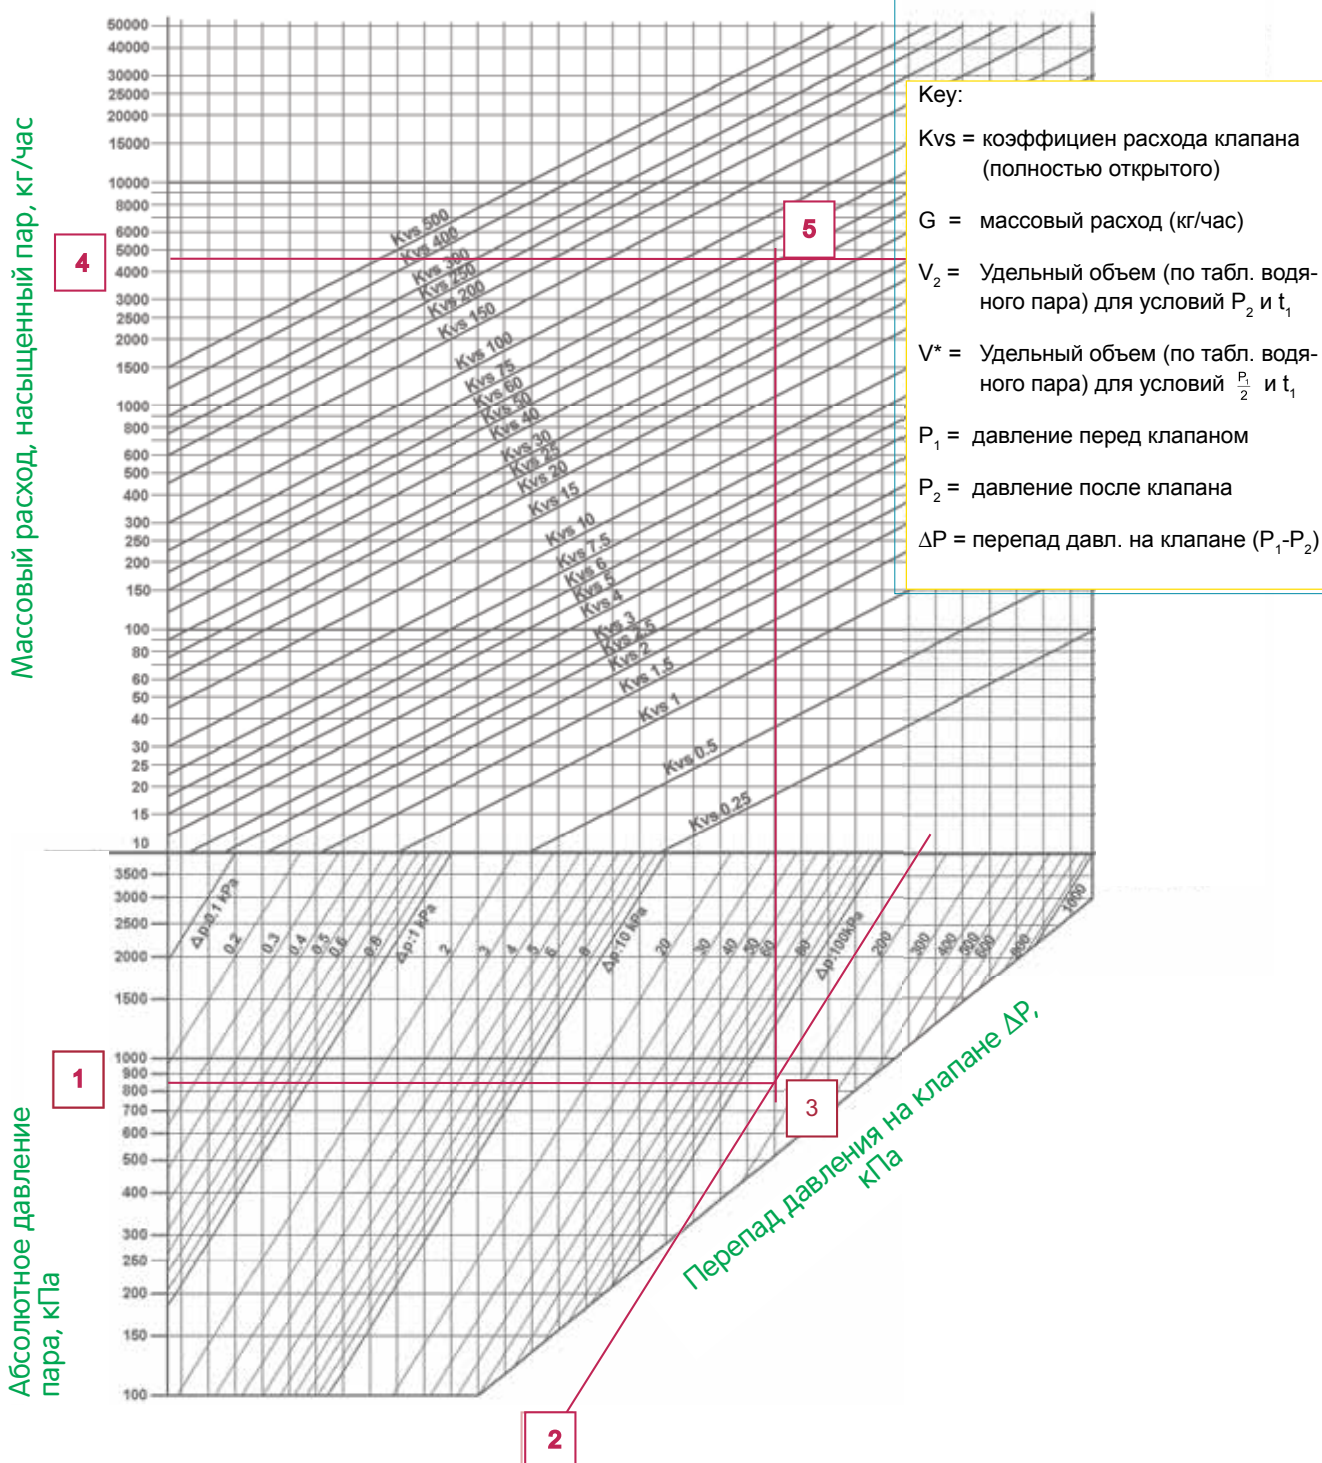 Массовый расход, насыщенный пар, кг/час
50000
40000
30000
25000
20000
15000
10000
8000
6000
5000
4000
3000
2500
2000
1500
1000
800
600
500
400
300
250
200
150
100
80
60
50
40
30
25
20
15
10
4
5
Kvs 500
Kvs 400
Kvs 300
Kvs 250
Kvs 200
Kvs 150
Kvs 100
Kvs 75
Kvs 60
Kvs 50
Kvs 40
Kvs 30
Kvs 25
Kvs 20
Kvs 15
Kvs 10
Kvs 7.5
Kvs 6
Kvs 5
Kvs 4
Kvs 3
Kvs 2.5
Kvs 2
Kvs 1.5
Kvs 1
Kvs 0.5
Kvs 0.25
Key:
Kvs = коэффициен расхода клапана
(полностью открытого)
G = массовый расход (кг/час)
V₂ = Удельный объем (по табл. водя-
ного пара) для условий P₂ и t₁
V* = Удельный объем (по табл. водя-
ного пара) для условий P₁/2 и t₁
P₁ = давление перед клапаном
P₂ = давление после клапана
ΔP = перепад давл. на клапане (P₁-P₂)
Абсолютное давление
пара, кПа
3500
3000
2500
2000
1500
1000
900
800
700
600
500
400
300
250
200
150
100
1
Δp:0.1 kPa
0.2
0.3
0.4
0.5
0.6
0.8
Δp:1 kPa
2
3
4
5
6
8
Δp:10 kPa
20
30
40
50
60
80
Δp:100kPa
200
300
400
500
600
800
1000
3
Перепад давления на клапане ΔP,
кПа
2